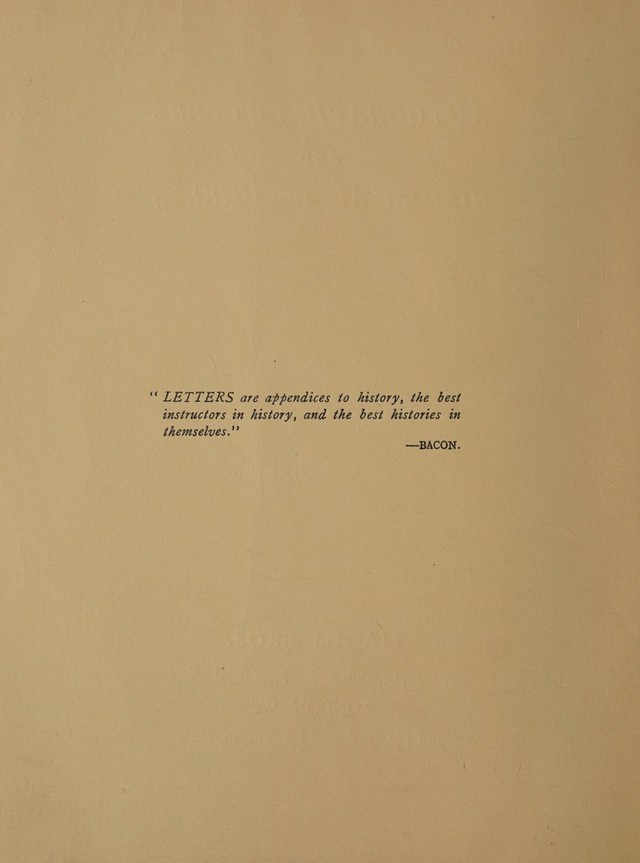 “ LETTERS are appendices to history, the best
instructors in history, and the best histories in
themselves.”
—BACON.